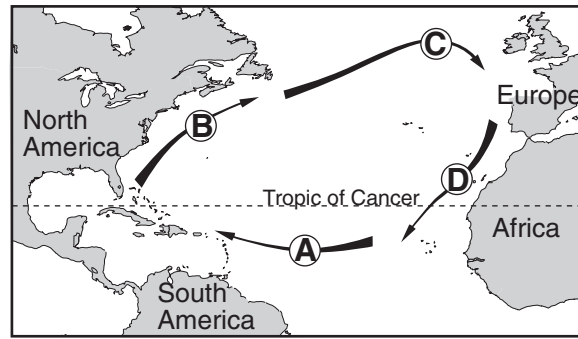 C
Europe
North
America
B
D
Tropic of Cancer
Africa
A
South
America